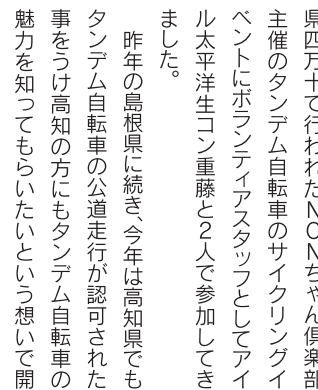 県四万十で行われたNONちゃん倶楽部
主催のタンデム自転車のサイクリングイ
ベントにボランティアスタッフとしてアイ
ル太平洋生コン重藤と2人で参加してき
ました。
昨年の島根県に続き、今年は高知県でも
タンデム自転車の公道走行が認可された
事をうけ高知の方にもタンデム自転車の
魅力を知ってもらいたいという想いで開